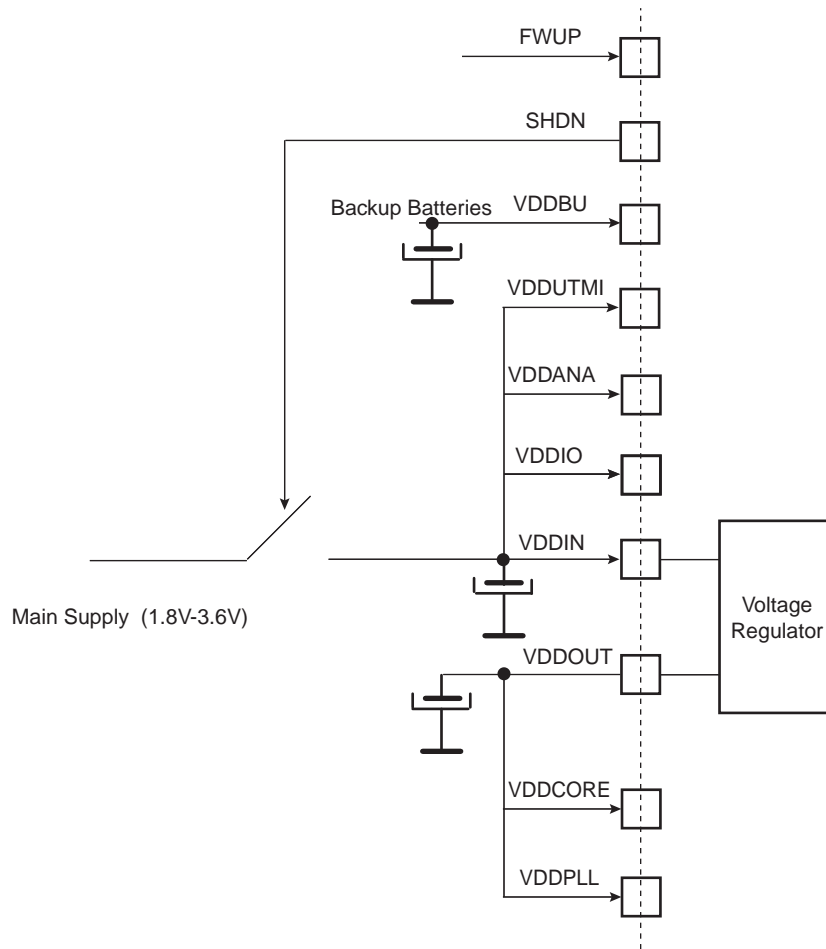 FWUP
SHDN
Backup Batteries
VDDBU
VDDUTMI
VDDANA
VDDIO
VDDIN
Main Supply (1.8V-3.6V)
Voltage
Regulator
VDDOUT
VDDCORE
VDDPLL